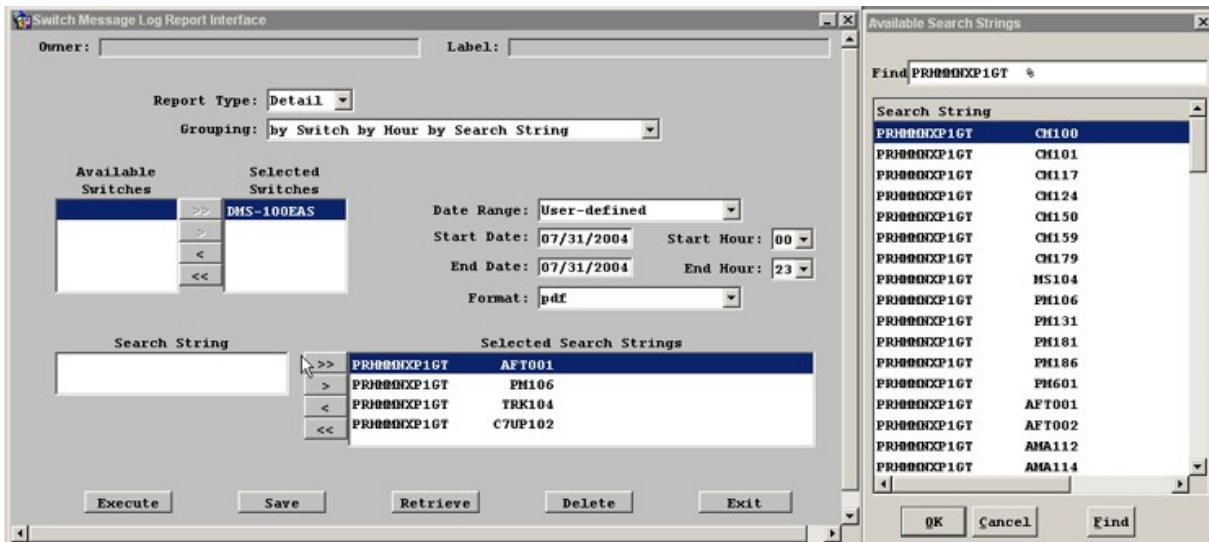 Switch Message Log Report Interface
Owner:
Label:
Report Type: Detail
Grouping: by Switch by Hour by Search String
Available Switches
Selected Switches
>>
>
<
<<
DMS-100EAS
Date Range: User-defined
Start Date: 07/31/2004 Start Hour: 00
End Date: 07/31/2004 End Hour: 23
Format: pdf
Search String
Selected Search Strings
>>
>
<
<<
PRHMMNXP1GT AFT001
PRHMMNXP1GT PM106
PRHMMNXP1GT TRK104
PRHMMNXP1GT C7UP102
Execute Save Retrieve Delete Exit
Available Search Strings
Find PRHMMNXP1GT %
Search String
PRHMMNXP1GT CM100
PRHMMNXP1GT CM101
PRHMMNXP1GT CM117
PRHMMNXP1GT CM124
PRHMMNXP1GT CM150
PRHMMNXP1GT CM159
PRHMMNXP1GT CM179
PRHMMNXP1GT MS104
PRHMMNXP1GT PM106
PRHMMNXP1GT PM131
PRHMMNXP1GT PM181
PRHMMNXP1GT PM186
PRHMMNXP1GT PM601
PRHMMNXP1GT AFT001
PRHMMNXP1GT AFT002
PRHMMNXP1GT AMA112
PRHMMNXP1GT AMA114
OK Cancel Find